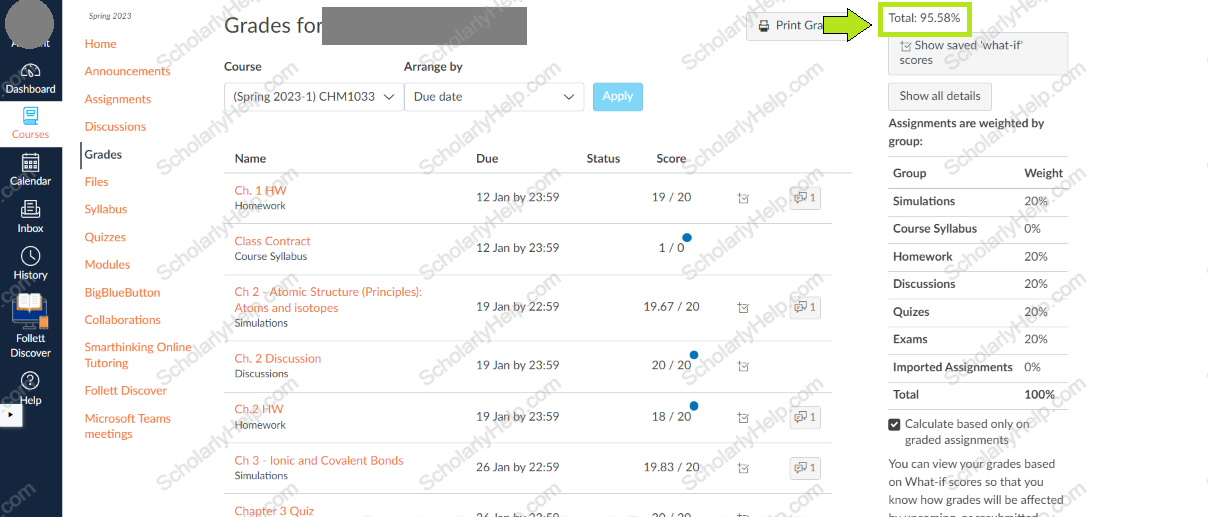 Spring 2023
Grades for
Print Gra
Total: 95.58%
Show saved 'what-if'
scores
Show all details
Assignments are weighted by
group:
Group Weight
Simulations 20%
Course Syllabus 0%
Homework 20%
Discussions 20%
Quizes 20%
Exams 20%
Imported Assignments 0%
Total 100%
Calculate based only on
graded assignments
You can view your grades based
on What-if scores so that you
know how grades will be affected
by upcoming or resubmitted
Dashboard
Courses
Calendar
Inbox
History
Follett
Discover
Help
Home
Announcements
Assignments
Discussions
Grades
Files
Syllabus
Quizzes
Modules
BigBlueButton
Collaborations
Smarthinking Online
Tutoring
Follett Discover
Microsoft Teams
meetings
Course Arrange by
(Spring 2023-1) CHM1033 Due date Apply
Name Due Status Score
Ch. 1 HW
Homework
12 Jan by 23:59 19 / 20 1
Class Contract
Course Syllabus
12 Jan by 23:59 1 / 0
Ch 2 - Atomic Structure (Principles):
Atoms and isotopes
Simulations
19 Jan by 22:59 19.67 / 20 1
Ch. 2 Discussion
Discussions
19 Jan by 23:59 20 / 20
Ch.2 HW
Homework
19 Jan by 23:59 18 / 20 1
Ch 3 - Ionic and Covalent Bonds
Simulations
26 Jan by 22:59 19.83 / 20 1
Chapter 3 Quiz
26 Jan by 23:59 20 / 20
ScholarlyHelp.com